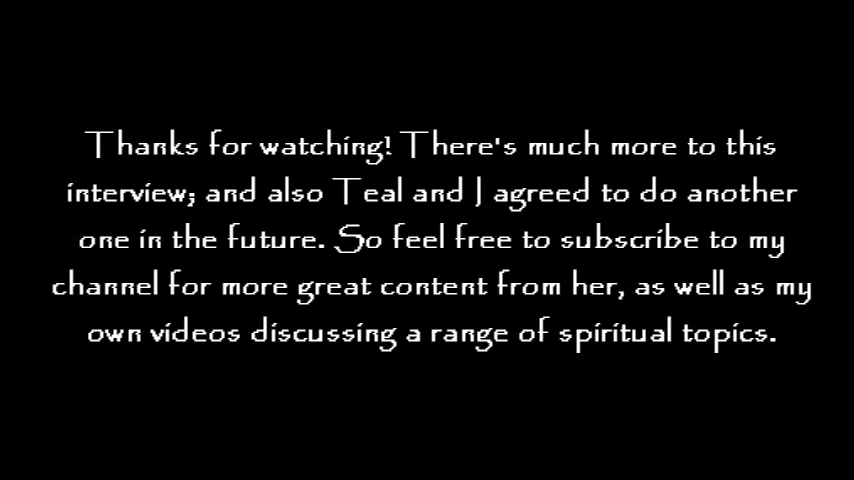 Thanks for watching! There's much more to this
interview; and also Teal and I agreed to do another
one in the future. So feel free to subscribe to my
channel for more great content from her, as well as my
own videos discussing a range of spiritual topics.